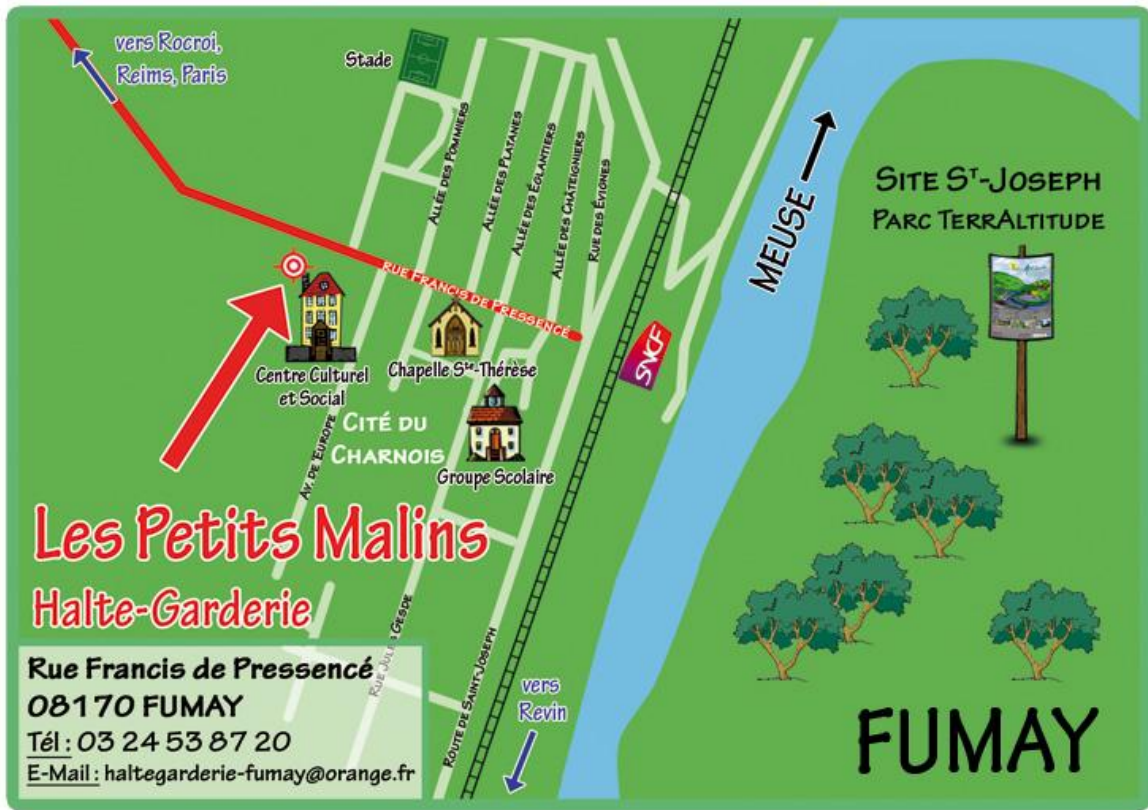 vers Rocroi,
Reims, Paris
Stade
ALLÉE DES POMMIERS
ALLÉE DES PLATANES
ALLÉE DES ÉGLANTIERS
ALLÉE DES CHÂTEIGNIERS
RUE DES ÉVIGNES
RUE FRANCIS DE PRESSENCÉ
MEUSE
SITE ST-JOSEPH
PARC TERRALTITUDE
SNCF
Centre Culturel
et Social
Chapelle Ste-Thérèse
CITÉ DU
CHARNOIS
Groupe Scolaire
AV. DE L'EUROPE
Les Petits Malins
Halte-Garderie
RUE JULES GESDE
ROUTE DE SAINT-JOSEPH
vers
Revin
Rue Francis de Pressencé
08170 FUMAY
Tél : 03 24 53 87 20
E-Mail : haltegarderie-fumay@orange.fr
FUMAY